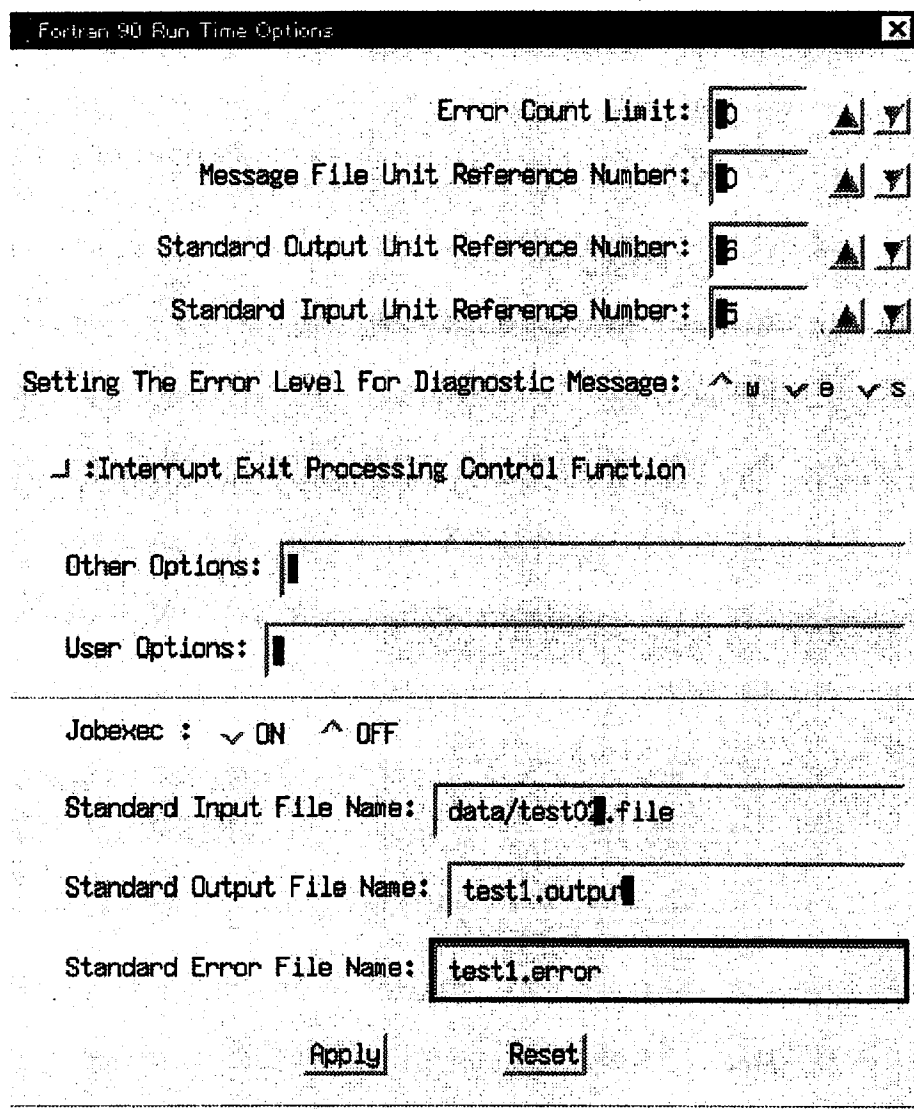 Fortran 90 Run Time Options
Error Count Limit: 0
Message File Unit Reference Number: 0
Standard Output Unit Reference Number: 6
Standard Input Unit Reference Number: 5
Setting The Error Level For Diagnostic Message: w e s
:Interrupt Exit Processing Control Function
Other Options:
User Options:
Jobexec : ON OFF
Standard Input File Name:
Standard Output File Name: test1.output
Standard Error File Name: test1.error
Apply Reset